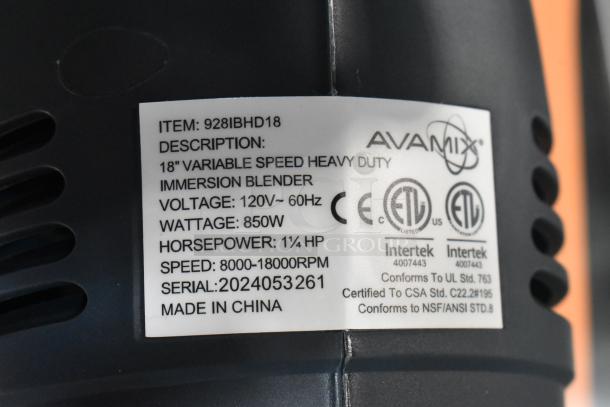 ITEM: 928IBHD18
DESCRIPTION:
18" VARIABLE SPEED HEAVY DUTY
IMMERSION BLENDER
VOLTAGE: 120V~ 60Hz
WATTAGE: 850W
HORSEPOWER: 1¼ HP
SPEED: 8000-18000RPM
SERIAL: 2024053261
MADE IN CHINA
AVAMIX®
CE
C ETL US
LISTED
Intertek
4007443
ETL
Intertek
4007443
Conforms To UL Std. 763
Certified To CSA Std. C22.2#195
Conforms to NSF/ANSI STD.8
GROUP